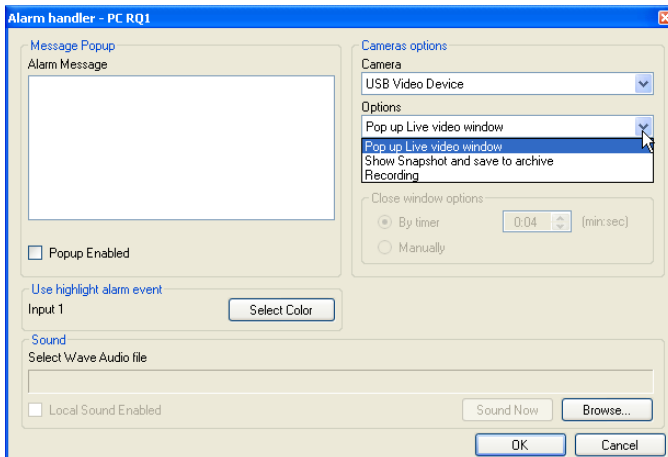 Alarm handler - PC RQ1
Message Popup
Alarm Message
Popup Enabled
Cameras options
Camera
USB Video Device
Options
Pop up Live video window
Pop up Live video window
Show Snapshot and save to archive
Recording
Close window options
By timer 0:04 (min:sec)
Manually
Use highlight alarm event
Input 1 Select Color
Sound
Select Wave Audio file
Local Sound Enabled Sound Now Browse...
OK Cancel